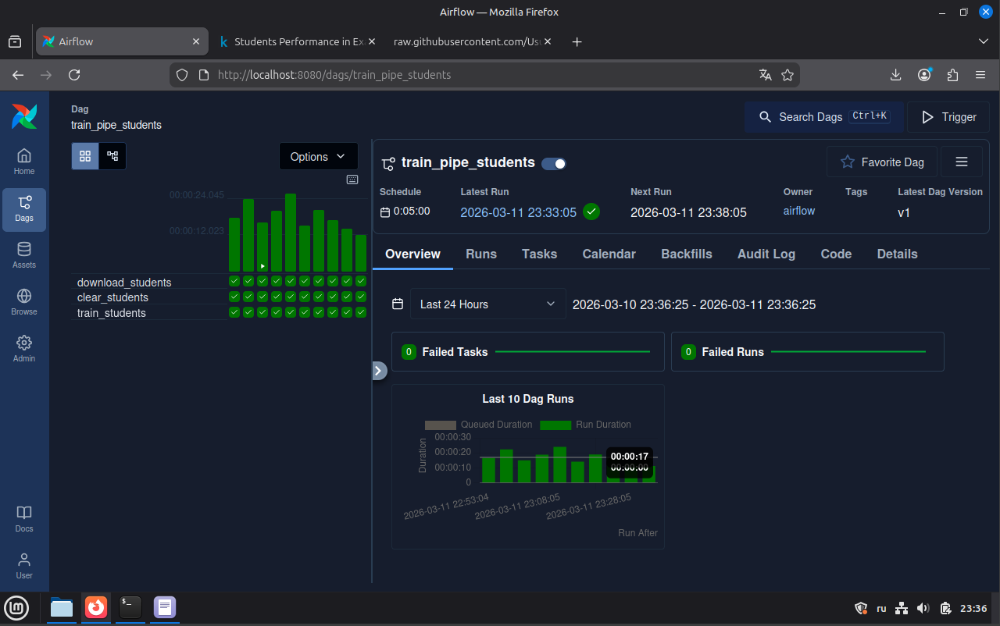 Airflow — Mozilla Firefox
Airflow
Students Performance in Ex
raw.githubusercontent.com/Us
http://localhost:8080/dags/train_pipe_students
Home
Dags
Assets
Browse
Admin
Docs
User
Dag
train_pipe_students
Search Dags Ctrl+K
Trigger
Options
00:00:24.045
00:00:12.023
download_students
clear_students
train_students
train_pipe_students
Favorite Dag
Schedule Latest Run Next Run Owner Tags Latest Dag Version
0:05:00 2026-03-11 23:33:05 2026-03-11 23:38:05 airflow v1
Overview Runs Tasks Calendar Backfills Audit Log Code Details
Last 24 Hours 2026-03-10 23:36:25 - 2026-03-11 23:36:25
0 Failed Tasks
0 Failed Runs
Last 10 Dag Runs
Queued Duration Run Duration
Duration
00:00:30
00:00:20
00:00:10
0
00:00:17
00:00:00
2026-03-11 22:53:04
2026-03-11 23:08:05
2026-03-11 23:28:05
Run After
$_
ru
23:36